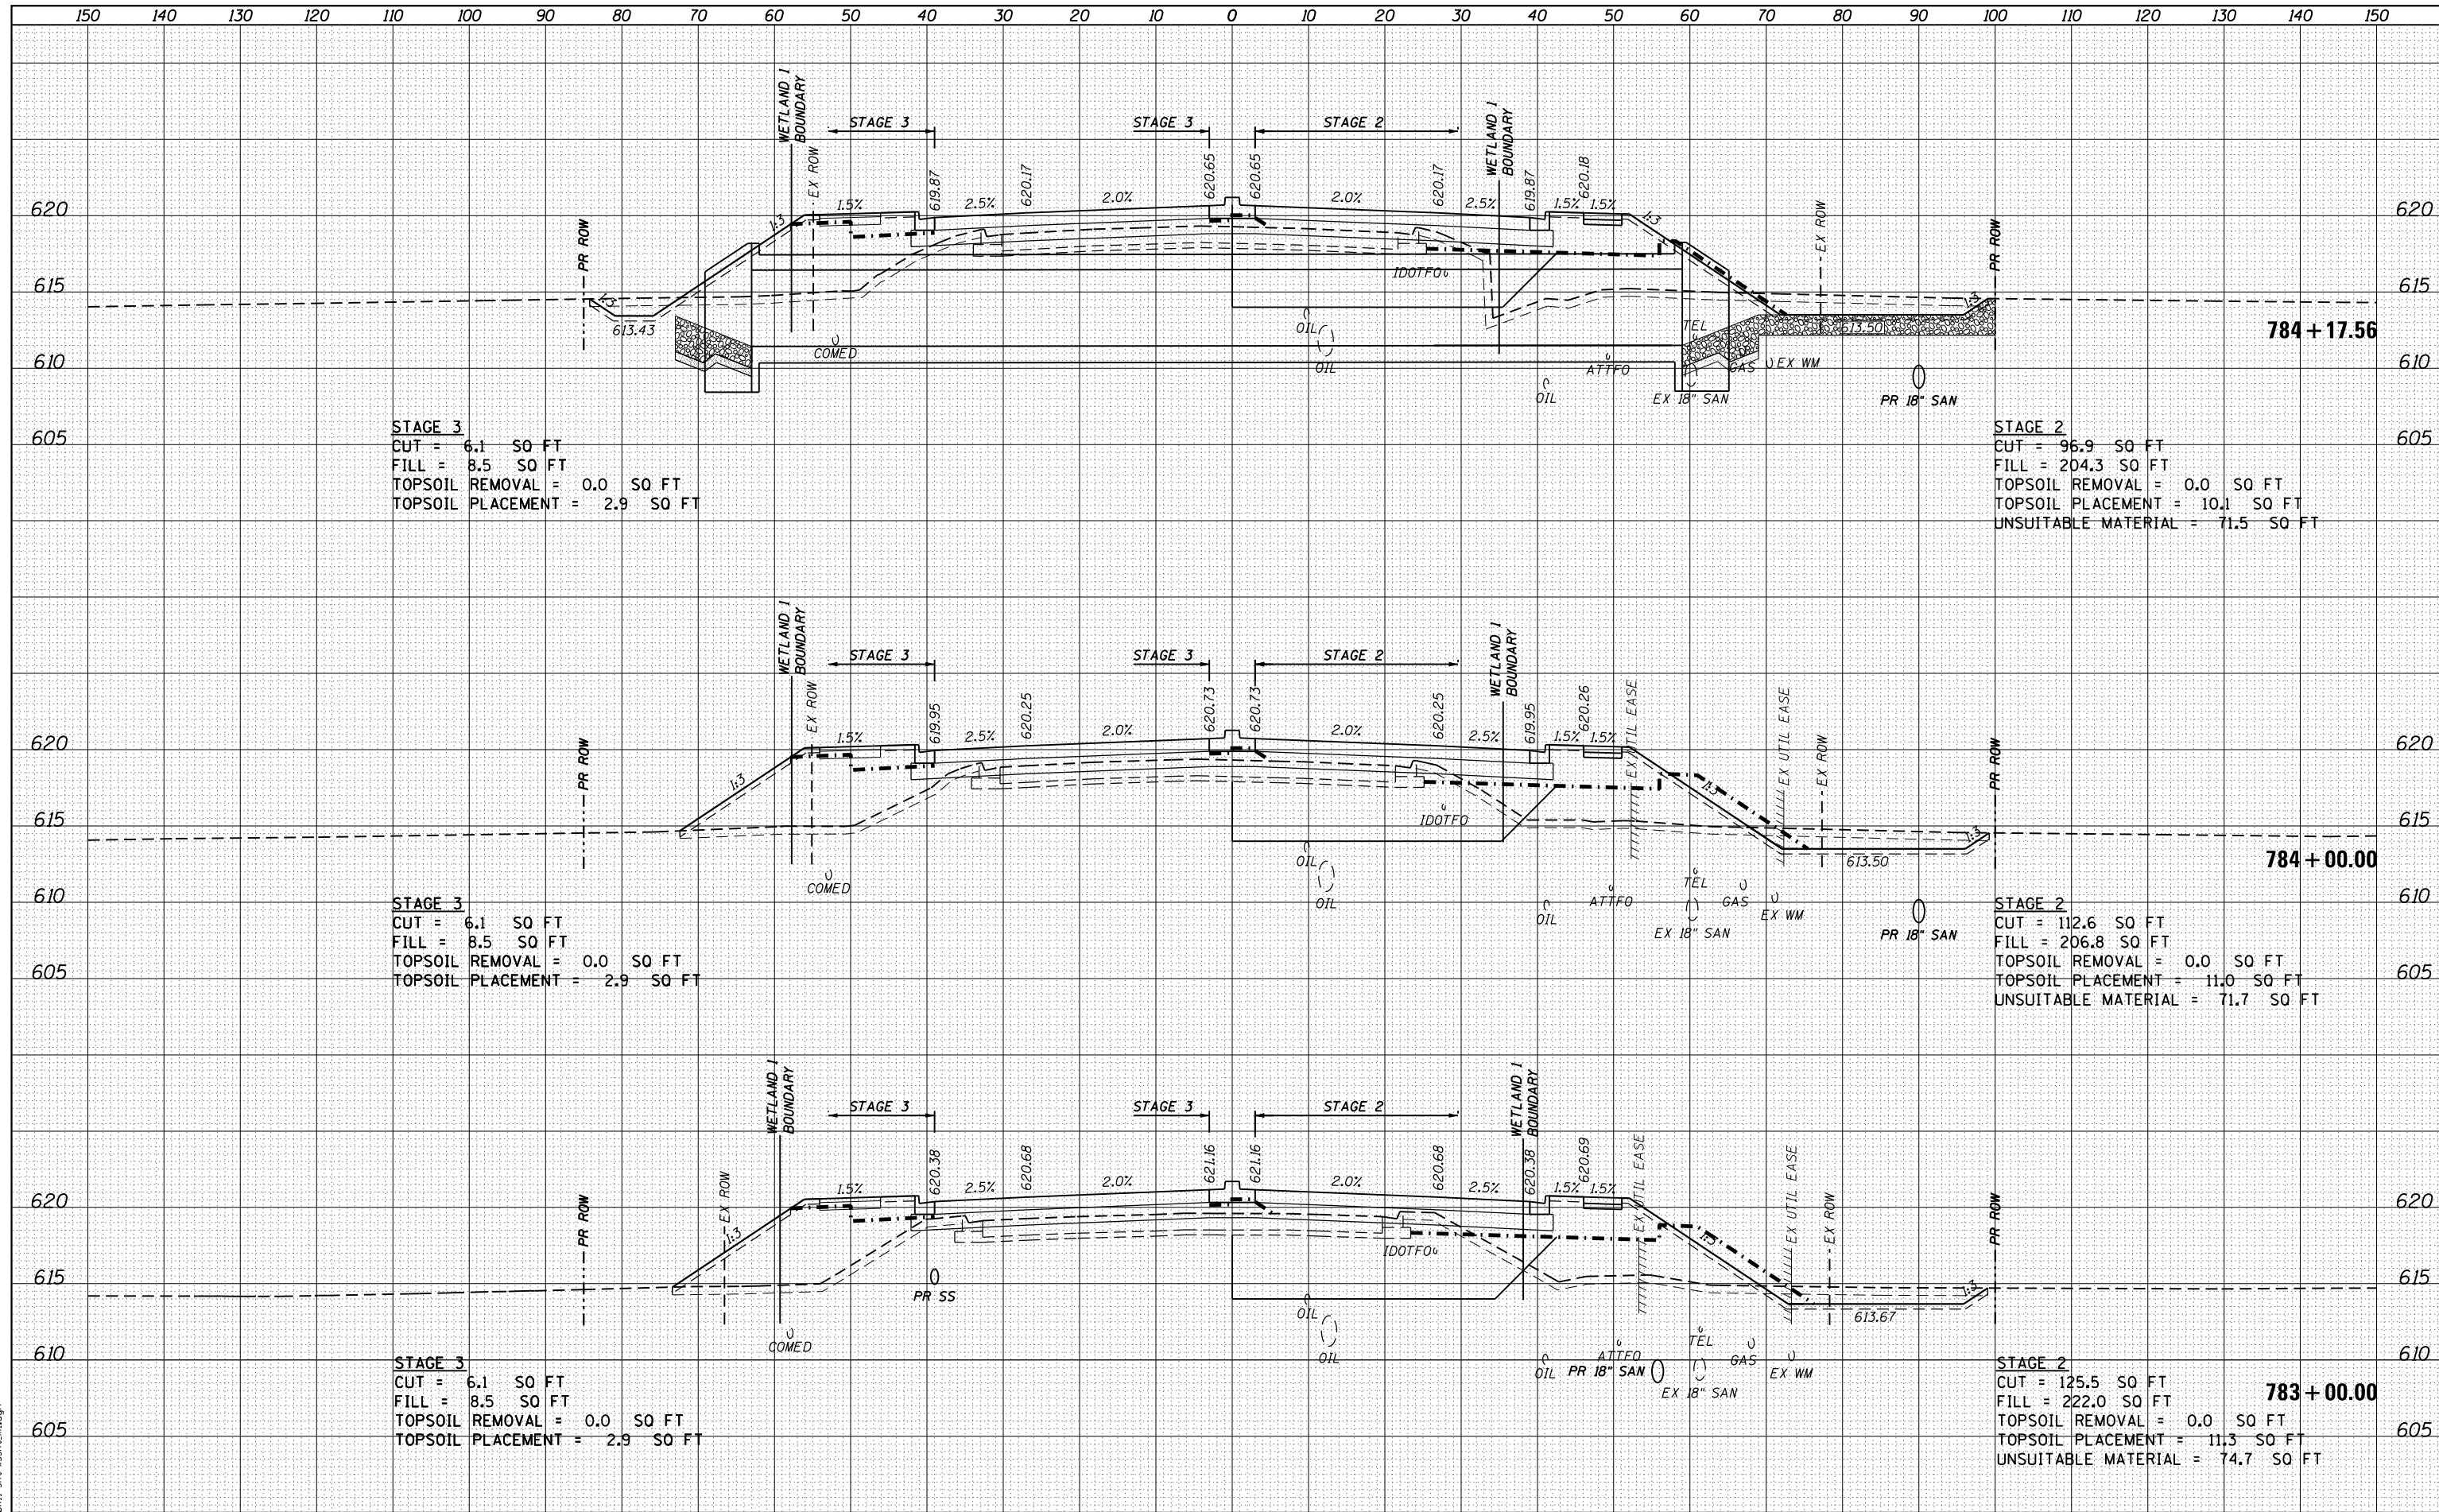 150 140 130 120 110 100 90 80 70 60 50 40 30 20 10 0 10 20 30 40 50 60 70 80 90 100 110 120 130 140 150
WETLAND 1
BOUNDARY
EX ROW
STAGE 3
STAGE 3
STAGE 2
WETLAND 1
BOUNDARY
619.87
620.17
620.65
620.65
620.17
619.87
620.18
620
1:3
1.5%
2.5%
2.0%
2.0%
2.5%
1.5%
1.5%
1:3
EX ROW
PR ROW
620
PR ROW
615
1:3
613.43
COMED
OIL
OIL
IDOTFO
OIL
ATTFO
TEL
EX 18" SAN
GAS
EX WM
613.50
1:3
PR 18" SAN
615
784+17.56
610
610
605
605
STAGE 3
CUT = 6.1 SQ FT
FILL = 8.5 SQ FT
TOPSOIL REMOVAL = 0.0 SQ FT
TOPSOIL PLACEMENT = 2.9 SQ FT
STAGE 2
CUT = 96.9 SQ FT
FILL = 204.3 SQ FT
TOPSOIL REMOVAL = 0.0 SQ FT
TOPSOIL PLACEMENT = 10.1 SQ FT
UNSUITABLE MATERIAL = 71.5 SQ FT
WETLAND 1
BOUNDARY
EX ROW
STAGE 3
STAGE 3
STAGE 2
WETLAND 1
BOUNDARY
619.95
620.25
620.73
620.73
620.25
619.95
620.26
EX UTIL EASE
EX UTIL EASE
EX ROW
PR ROW
620
PR ROW
1:3
1.5%
2.5%
2.0%
2.0%
2.5%
1.5%
1.5%
1:3
620
615
COMED
OIL
OIL
IDOTFO
OIL
ATTFO
TEL
EX 18" SAN
GAS
EX WM
613.50
1:3
PR 18" SAN
615
784+00.00
610
610
605
605
STAGE 3
CUT = 6.1 SQ FT
FILL = 8.5 SQ FT
TOPSOIL REMOVAL = 0.0 SQ FT
TOPSOIL PLACEMENT = 2.9 SQ FT
STAGE 2
CUT = 112.6 SQ FT
FILL = 206.8 SQ FT
TOPSOIL REMOVAL = 0.0 SQ FT
TOPSOIL PLACEMENT = 11.0 SQ FT
UNSUITABLE MATERIAL = 71.7 SQ FT
WETLAND 1
BOUNDARY
STAGE 3
STAGE 3
STAGE 2
WETLAND 1
BOUNDARY
620.38
620.68
621.16
621.16
620.68
620.38
620.69
EX UTIL EASE
EX UTIL EASE
EX ROW
PR ROW
620
PR ROW
EX ROW
1:3
1.5%
2.5%
2.0%
2.0%
2.5%
1.5%
1.5%
1:3
620
615
COMED
PR SS
OIL
OIL
IDOTFO
OIL
ATTFO
PR 18" SAN
TEL
EX 18" SAN
GAS
EX WM
613.67
1:3
615
610
610
783+00.00
605
605
STAGE 3
CUT = 6.1 SQ FT
FILL = 8.5 SQ FT
TOPSOIL REMOVAL = 0.0 SQ FT
TOPSOIL PLACEMENT = 2.9 SQ FT
STAGE 2
CUT = 125.5 SQ FT
FILL = 222.0 SQ FT
TOPSOIL REMOVAL = 0.0 SQ FT
TOPSOIL PLACEMENT = 11.3 SQ FT
UNSUITABLE MATERIAL = 74.7 SQ FT